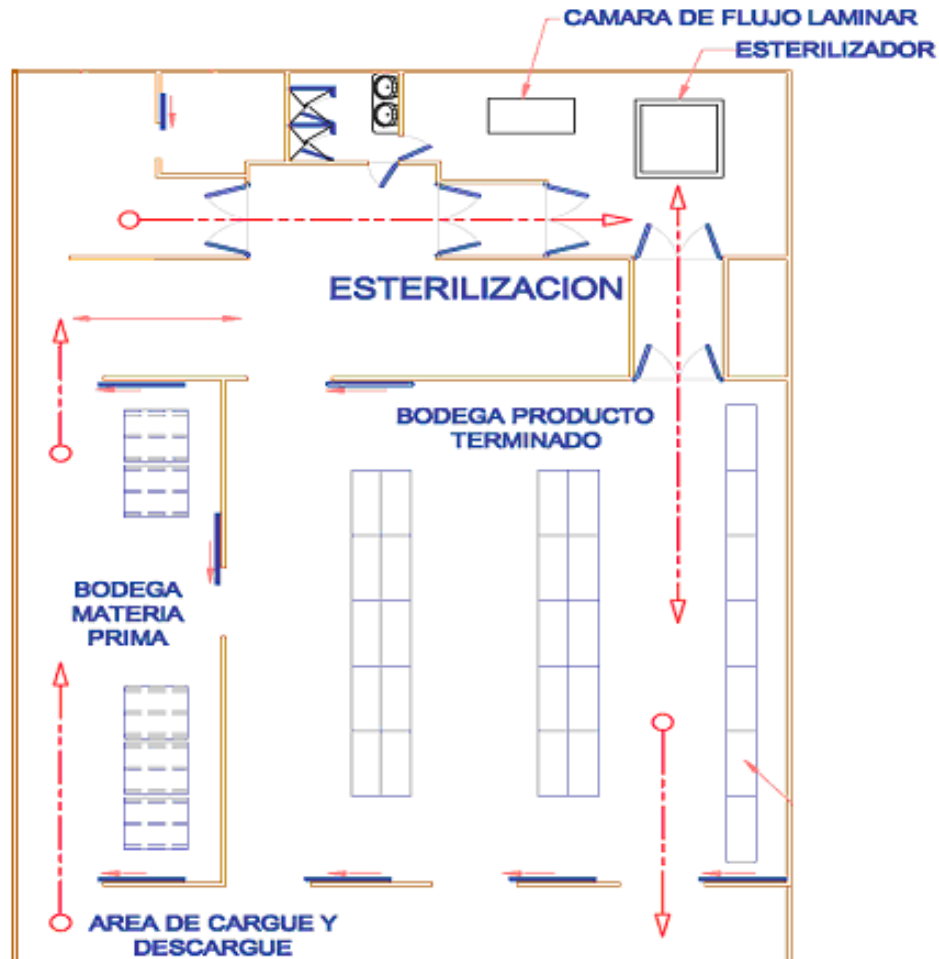 CAMARA DE FLUJO LAMINAR
ESTERILIZADOR
ESTERILIZACION
BODEGA PRODUCTO
TERMINADO
BODEGA
MATERIA
PRIMA
AREA DE CARGUE Y
DESCARGUE